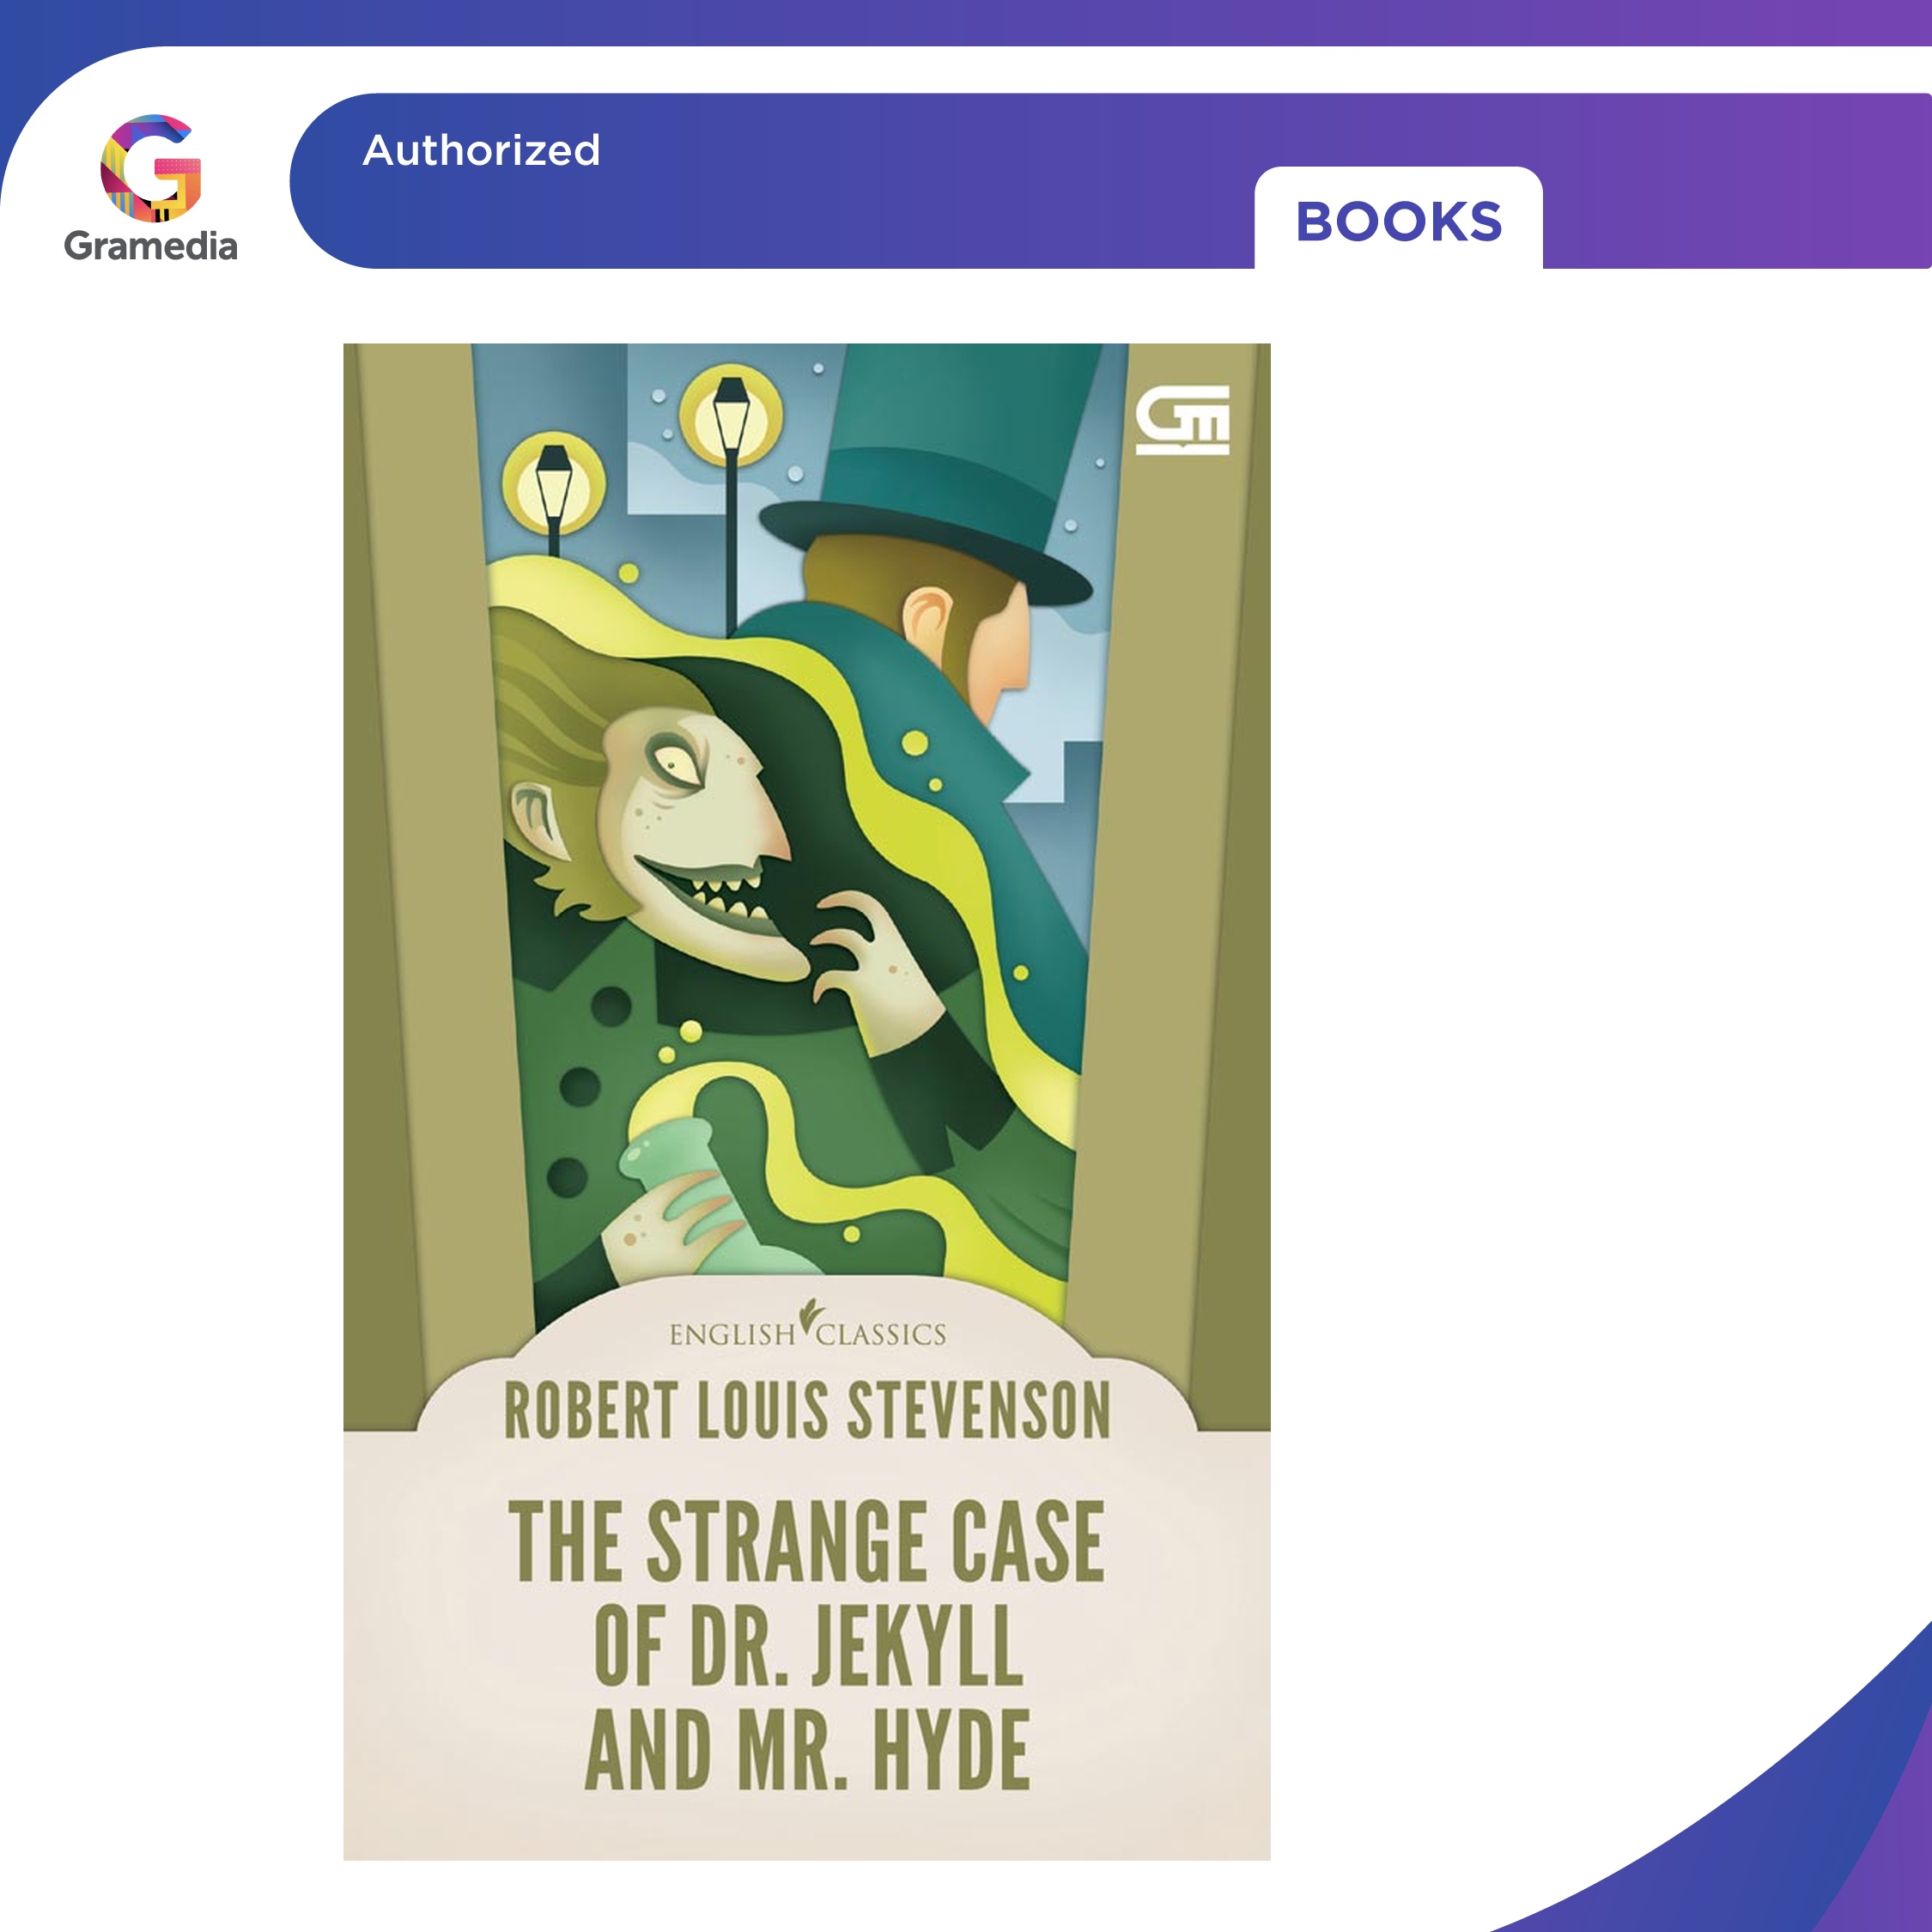 Gramedia
Authorized
BOOKS
Gm
ENGLISH CLASSICS
ROBERT LOUIS STEVENSON
THE STRANGE CASE
OF DR. JEKYLL
AND MR. HYDE